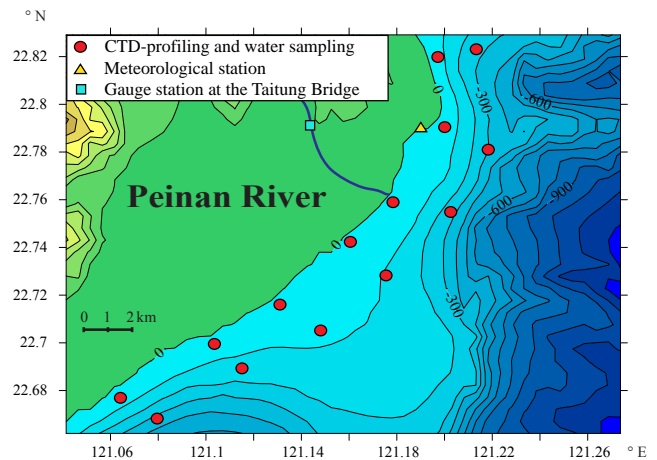 ° N
22.82
CTD-profiling and water sampling
Meteorological station
Gauge station at the Taitung Bridge
0
-300
-600
22.8
22.78
22.76
Peinan River
-600
-900
22.74
0
22.72
-300
0 1 2 km
22.7
0
22.68
121.06 121.1 121.14 121.18 121.22 121.26 ° E